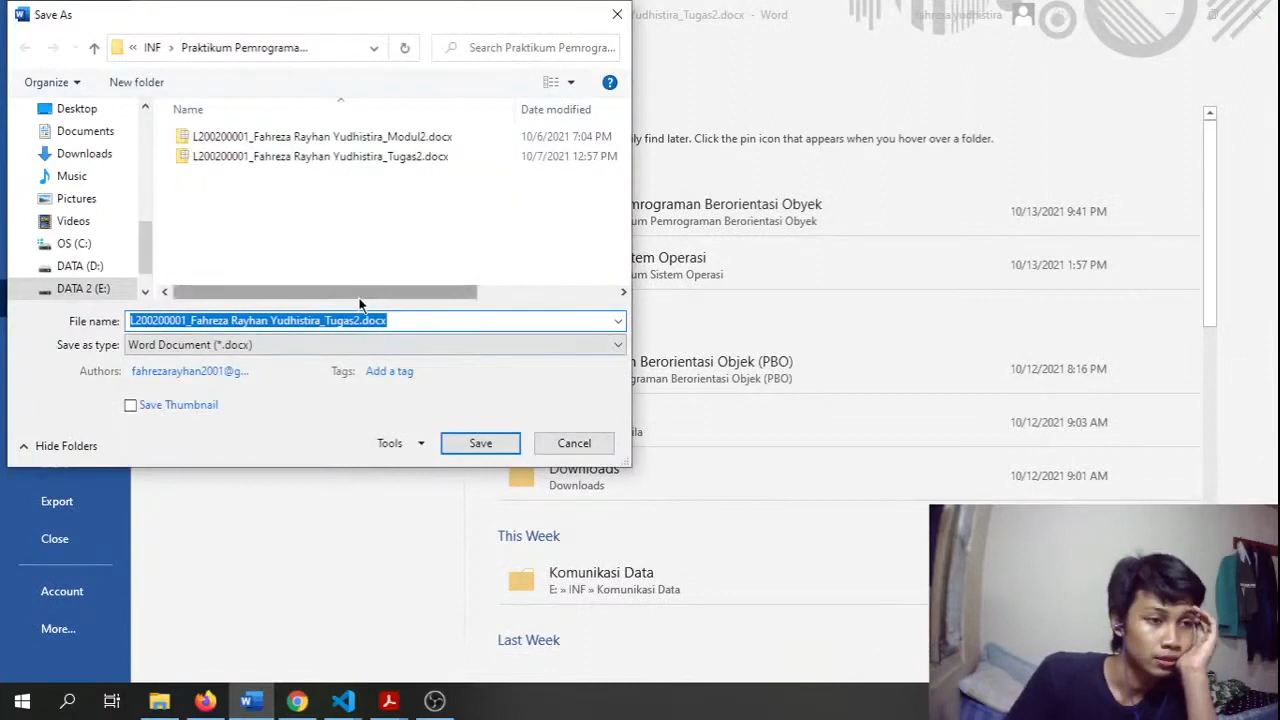 Save As
Yudhistira_Tugas2.docx - Word
fahreza yudhistira
INF
Praktikum Pemrograma...
Search Praktikum Pemrogra...
Organize
New folder
Name
Date modified
Desktop
Documents
Downloads
Music
Pictures
Videos
OS (C:)
DATA (D:)
DATA 2 (E:)
L200200001_Fahreza Rayhan Yudhistira_Modul2.docx 10/6/2021 7:04 PM
L200200001_Fahreza Rayhan Yudhistira_Tugas2.docx 10/7/2021 12:57 PM
File name: L200200001_Fahreza Rayhan Yudhistira_Tugas2.docx
Save as type: Word Document (*.docx)
Authors: fahrezarayhan2001@g...
Tags: Add a tag
Save Thumbnail
Hide Folders
Tools
Save
Cancel
ily find later. Click the pin icon that appears when you hover over a folder.
mrograman Berorientasi Obyek
um Pemrograman Berorientasi Obyek
10/13/2021 9:41 PM
tem Operasi
um Sistem Operasi
10/13/2021 1:57 PM
n Berorientasi Objek (PBO)
graman Berorientasi Objek (PBO)
10/12/2021 8:16 PM
ila
10/12/2021 9:03 AM
Downloads
Downloads
10/12/2021 9:01 AM
This Week
Komunikasi Data
E: » INF » Komunikasi Data
Last Week
Export
Close
Account
More...